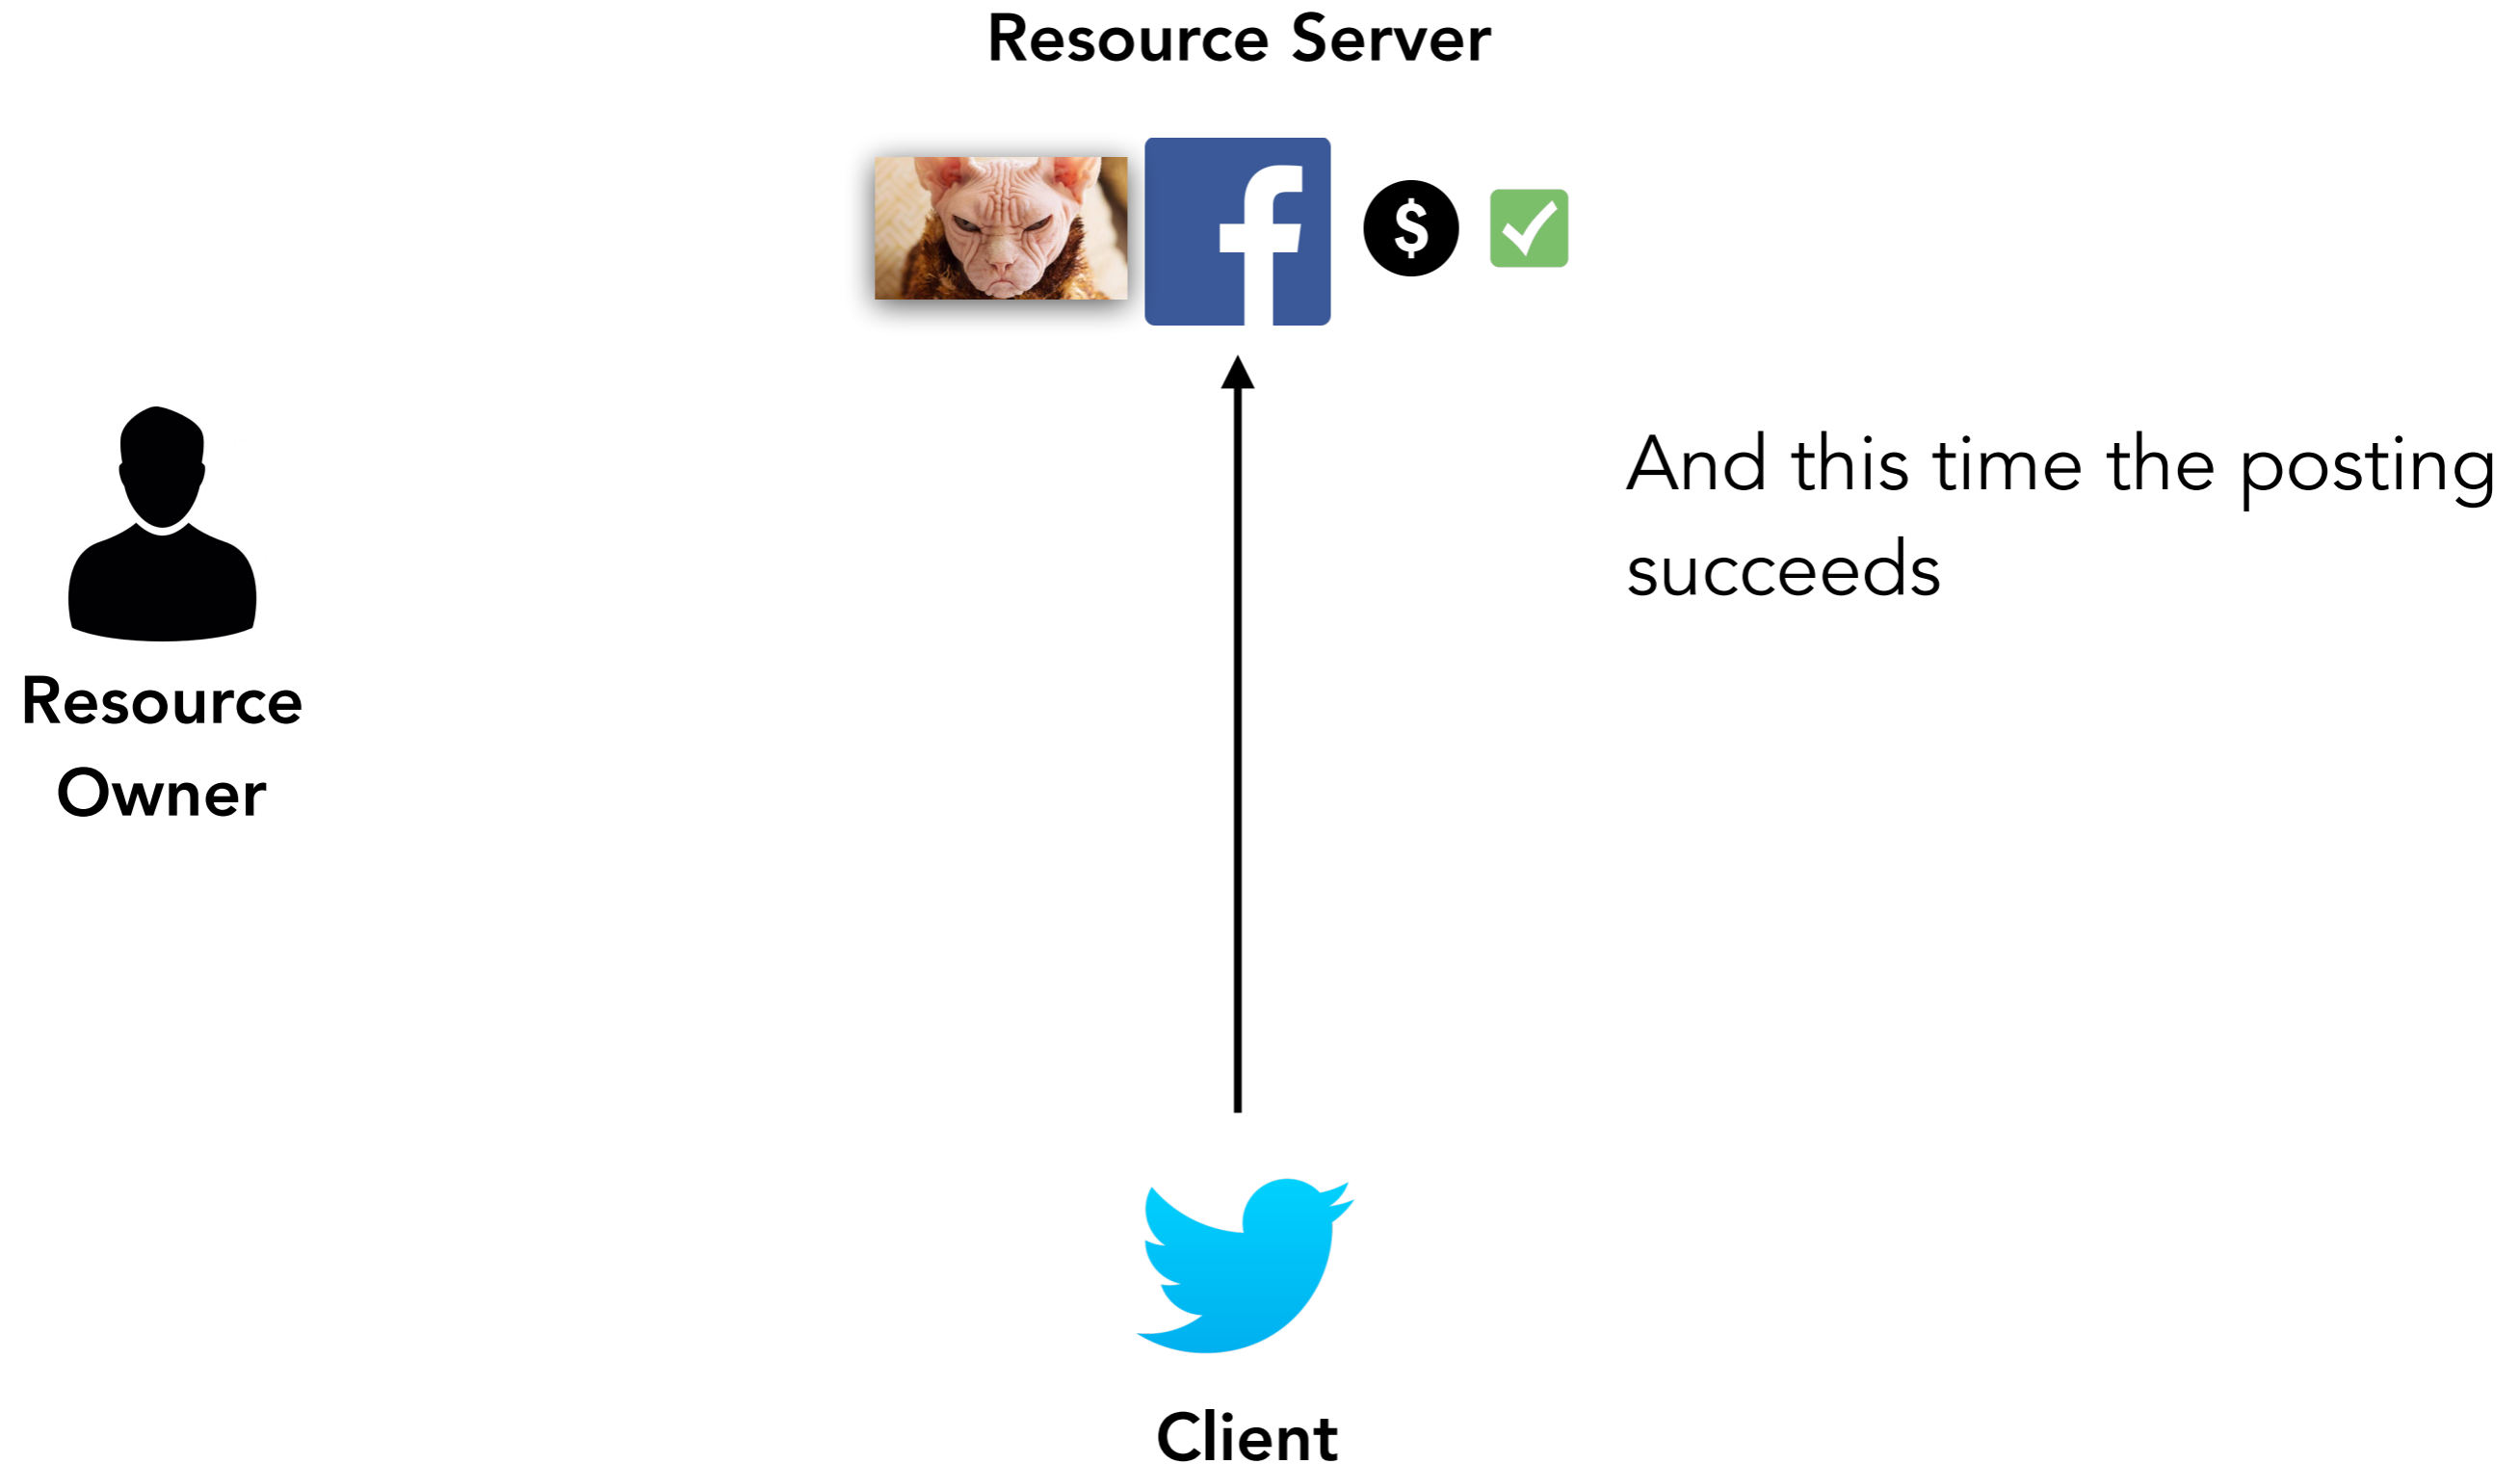 Resource Server
$
And this time the posting
succeeds
Resource
Owner
Client